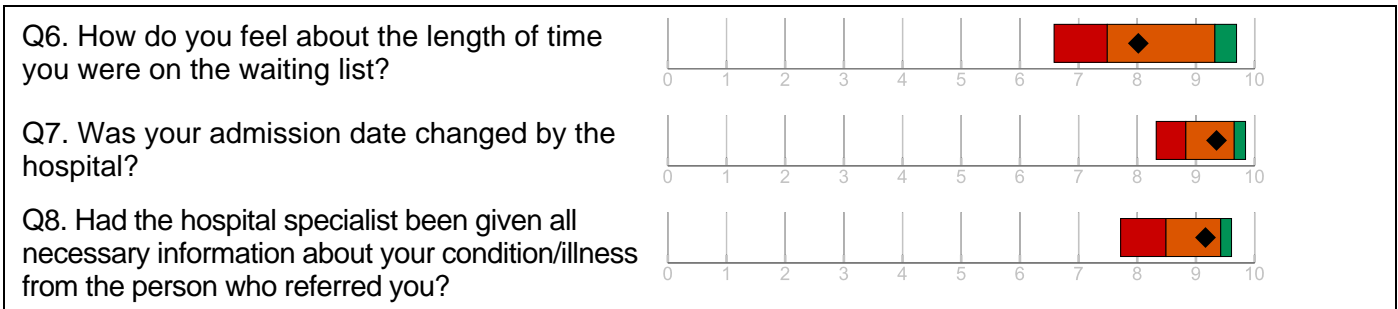 Q6. How do you feel about the length of time
you were on the waiting list?
0 1 2 3 4 5 6 7 8 9 10
Q7. Was your admission date changed by the
hospital?
0 1 2 3 4 5 6 7 8 9 10
Q8. Had the hospital specialist been given all
necessary information about your condition/illness
from the person who referred you?
0 1 2 3 4 5 6 7 8 9 10